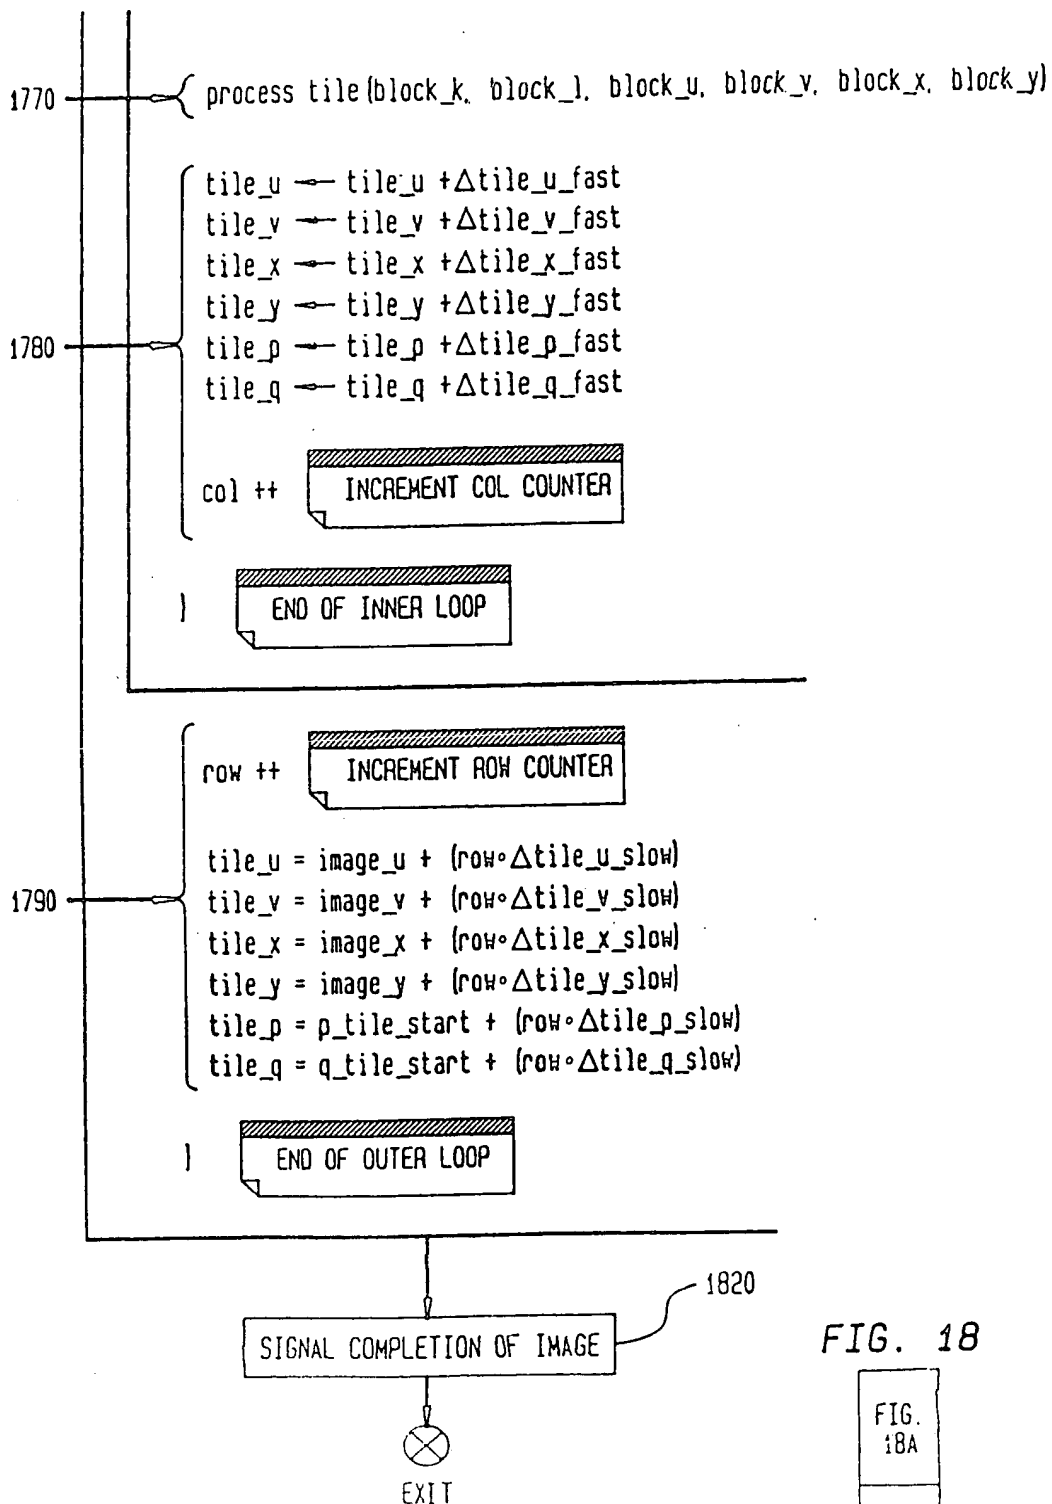 1770 { process tile (block_k, block_l, block_u, block_v, block_x, block_y)
tile_u ← tile_u +Δtile_u_fast
tile_v ← tile_v +Δtile_v_fast
tile_x ← tile_x +Δtile_x_fast
tile_y ← tile_y +Δtile_y_fast
1780
tile_p ← tile_p +Δtile_p_fast
tile_q ← tile_q +Δtile_q_fast
col ++ INCREMENT COL COUNTER
} END OF INNER LOOP
row ++ INCREMENT ROW COUNTER
tile_u = image_u + (row∘Δtile_u_slow)
1790 tile_v = image_v + (row∘Δtile_v_slow)
tile_x = image_x + (row∘Δtile_x_slow)
tile_y = image_y + (row∘Δtile_y_slow)
tile_p = p_tile_start + (row∘Δtile_p_slow)
tile_q = q_tile_start + (row∘Δtile_q_slow)
} END OF OUTER LOOP
1820
SIGNAL COMPLETION OF IMAGE
EXIT
FIG. 18
FIG.
18A